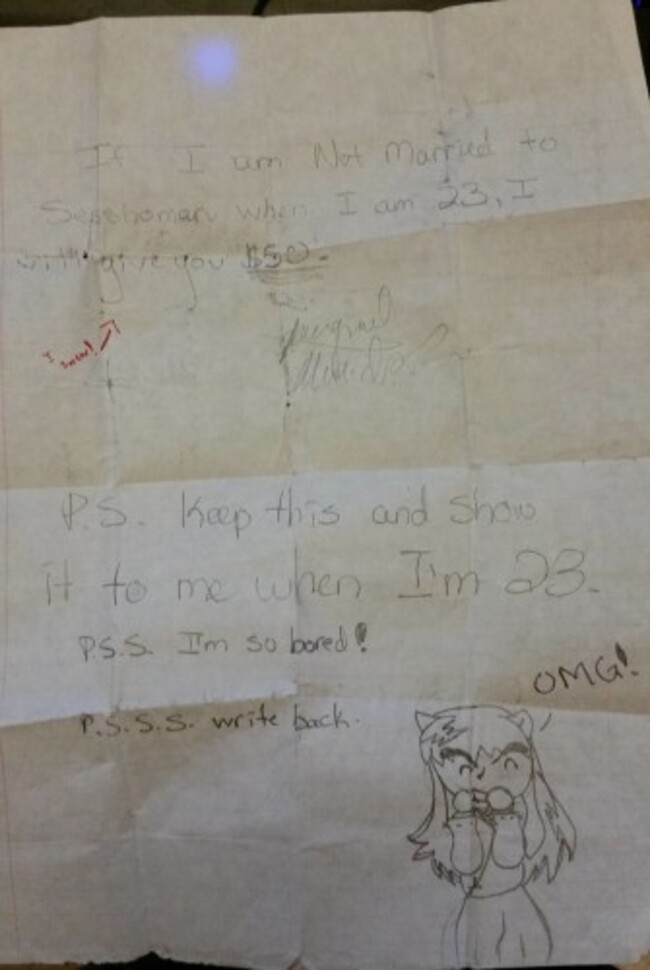 If I am Not Married to
Sesshomaru when I am 23, I
will give you $50.
P.S. Keep this and show
it to me when I'm 23.
P.S.S. I'm so bored!
OMG!
P.S.S.S. write back.